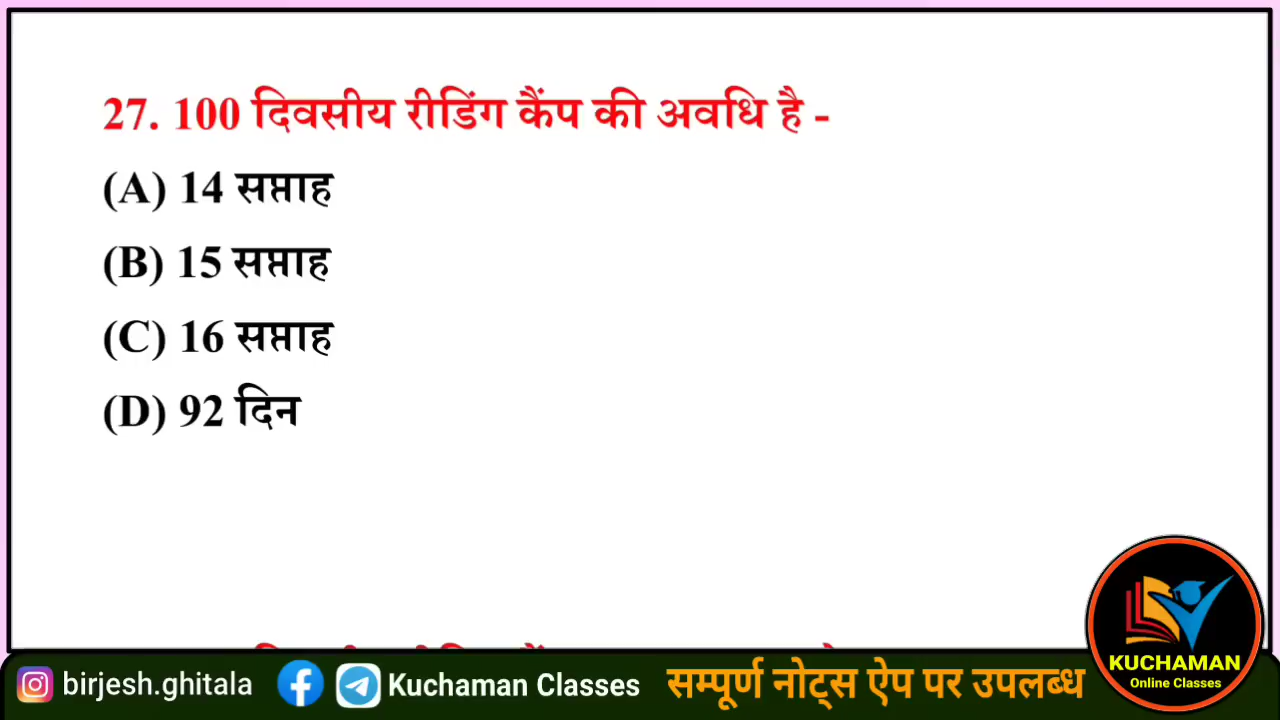 27. 100 दिवसीय रीडिंग कैंप की अवधि है -
(A) 14 सप्ताह
(B) 15 सप्ताह
(C) 16 सप्ताह
(D) 92 दिन
birjesh.ghitala Kuchaman Classes सम्पूर्ण नोट्स ऐप पर उपलब्ध
KUCHAMAN
Online Classes